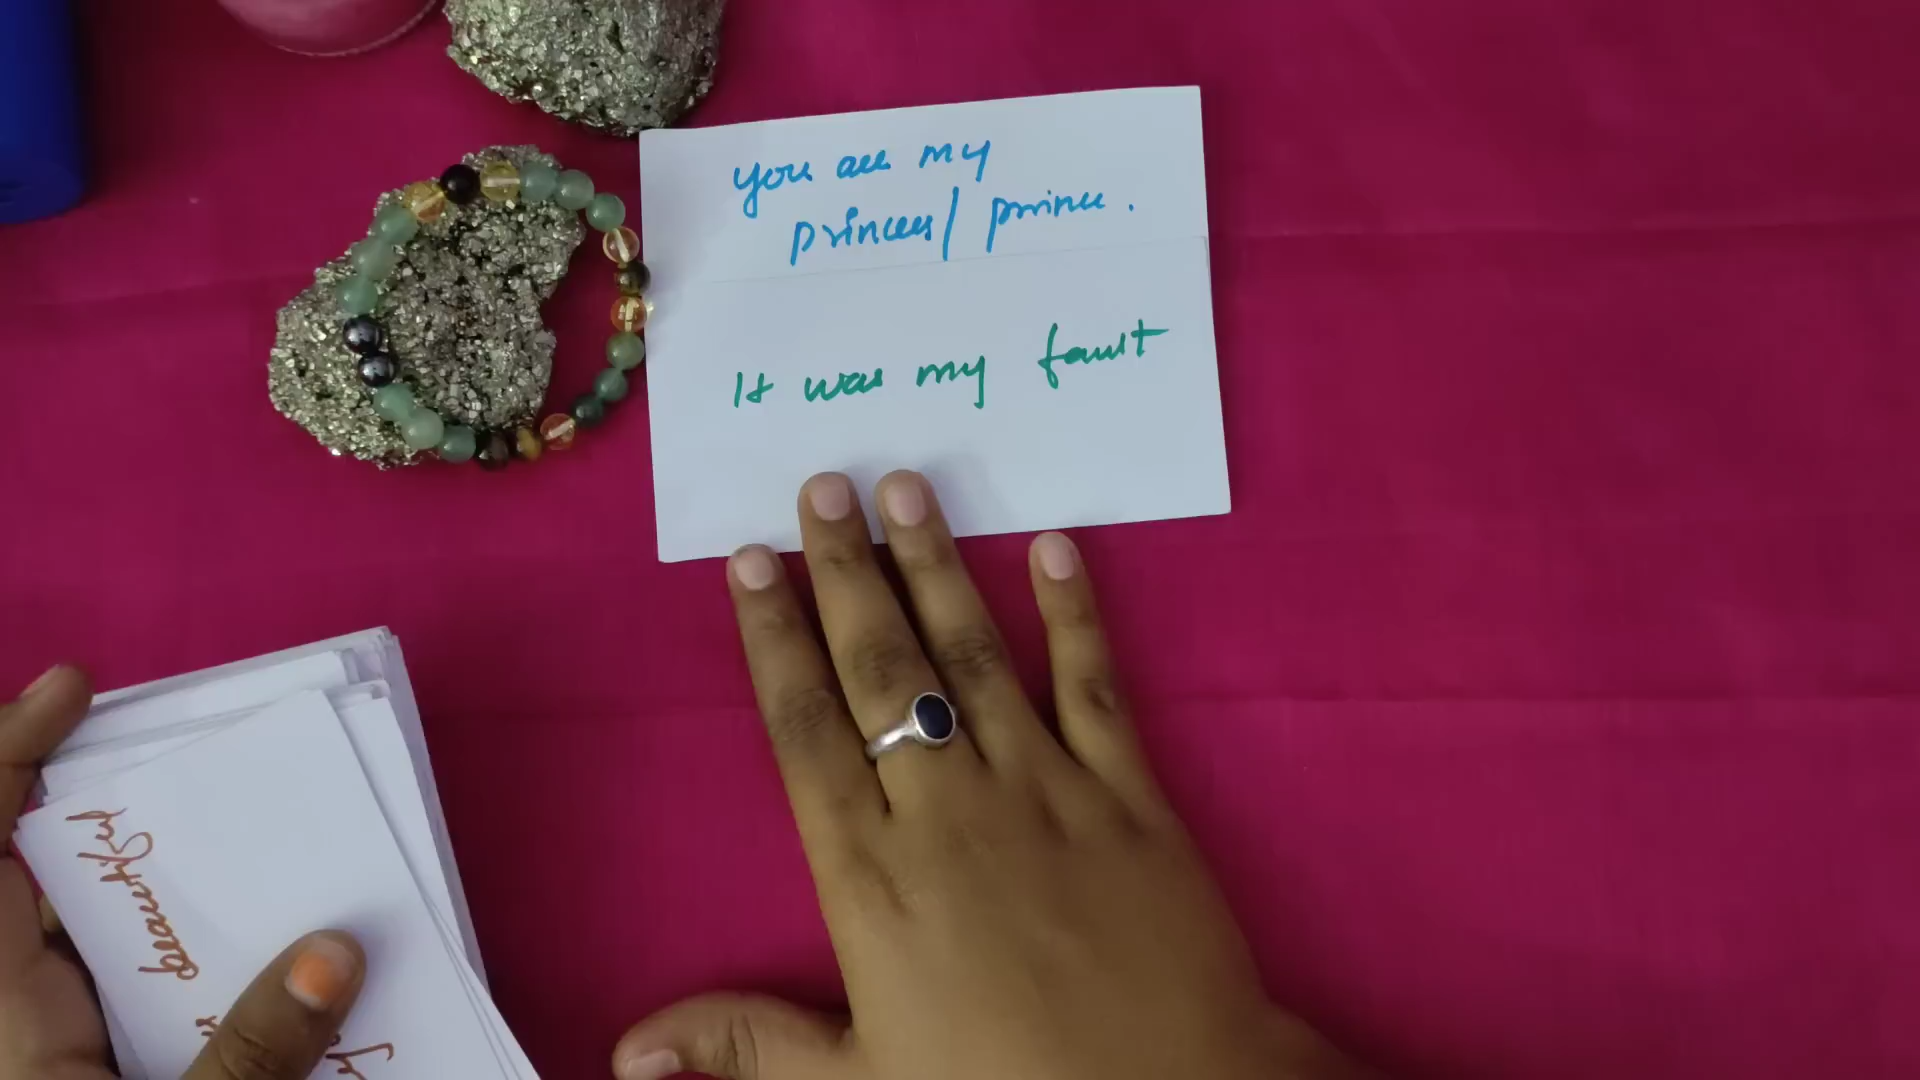 you are my
princess/ prince.
It was my fault
beautiful